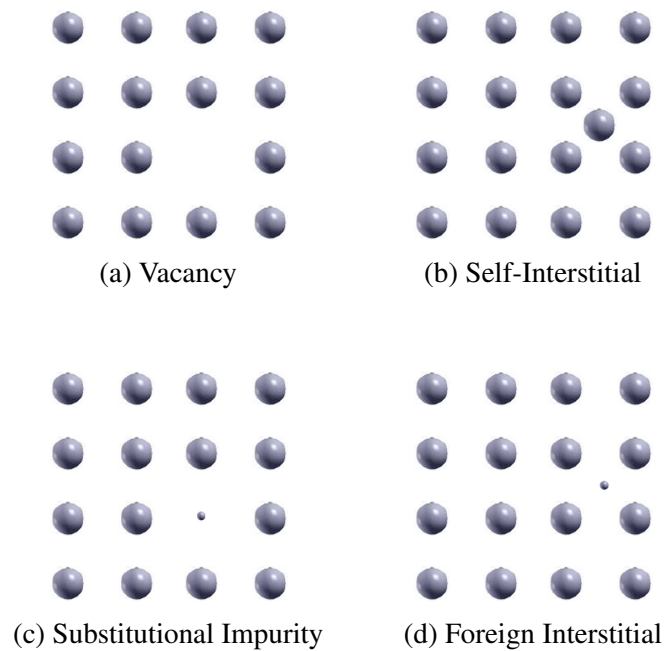 (a) Vacancy
(b) Self-Interstitial
(c) Substitutional Impurity
(d) Foreign Interstitial